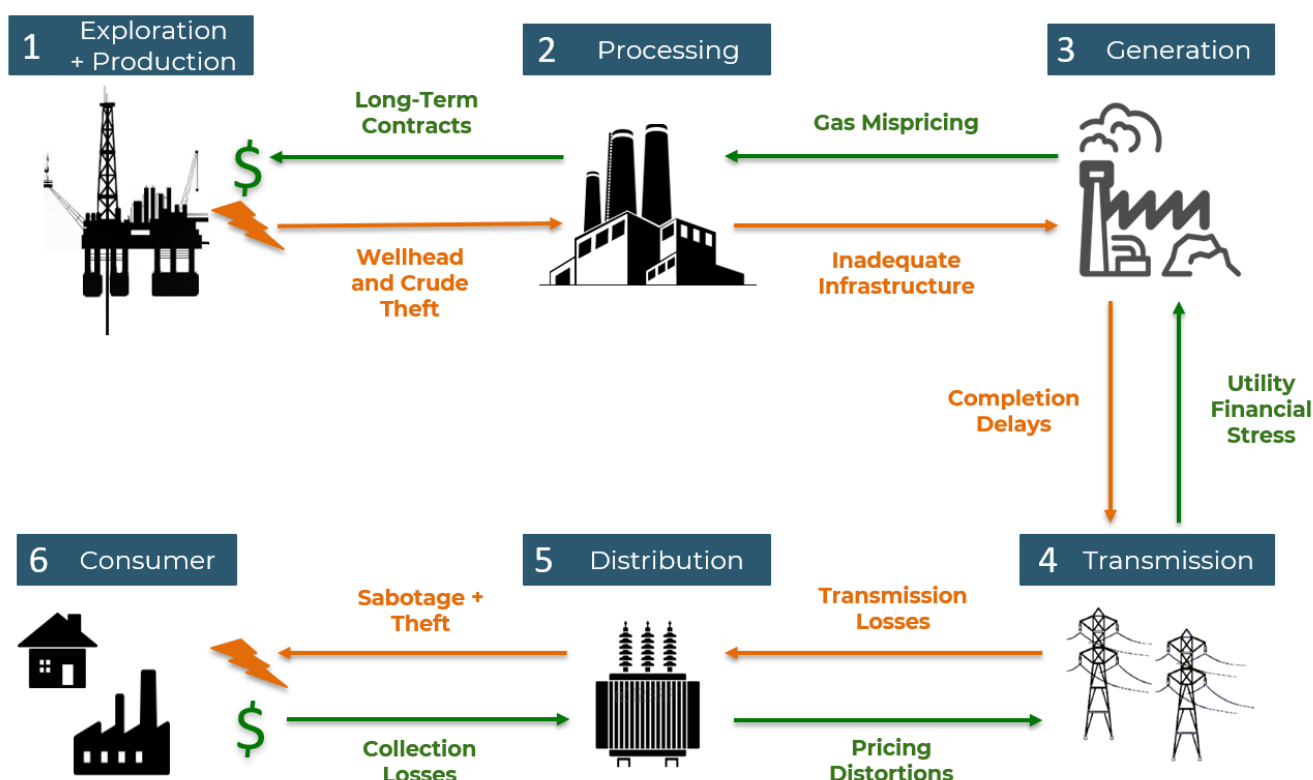 1 Exploration
+ Production
2 Processing
3 Generation
Long-Term
Contracts
Gas Mispricing
$
Wellhead
and Crude
Theft
Inadequate
Infrastructure
Completion
Delays
Utility
Financial
Stress
6 Consumer
5 Distribution
4 Transmission
Sabotage +
Theft
Transmission
Losses
$
Collection
Losses
Pricing
Distortions